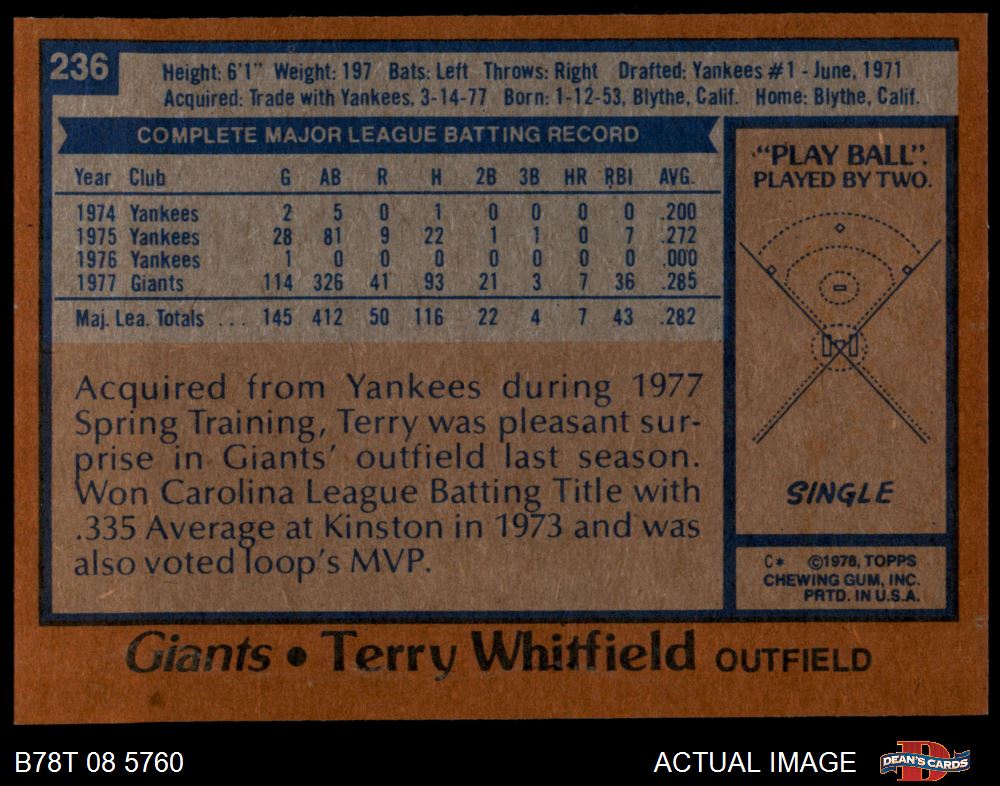 236
Height: 6'1" Weight: 197 Bats: Left Throws: Right Drafted: Yankees #1 - June, 1971
Acquired: Trade with Yankees, 3-14-77 Born: 1-12-53, Blythe, Calif. Home: Blythe, Calif.
COMPLETE MAJOR LEAGUE BATTING RECORD
Year Club G AB R H 2B 3B HR RBI AVG.
1974 Yankees 2 5 0 1 0 0 0 0 .200
1975 Yankees 28 81 9 22 1 1 0 7 .272
1976 Yankees 1 0 0 0 0 0 0 0 .000
1977 Giants 114 326 41 93 21 3 7 36 .285
Maj. Lea. Totals ... 145 412 50 116 22 4 7 43 .282
Acquired from Yankees during 1977
Spring Training, Terry was pleasant sur-
prise in Giants' outfield last season.
Won Carolina League Batting Title with
.335 Average at Kinston in 1973 and was
also voted loop's MVP.
"PLAY BALL".
PLAYED BY TWO.
SINGLE
C* ©1978, TOPPS
CHEWING GUM, INC.
PRTD. IN U.S.A.
Giants • Terry Whitfield OUTFIELD
B78T 08 5760
ACTUAL IMAGE
D
DEAN'S CARDS